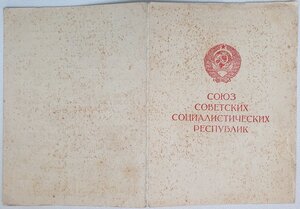 СОЮЗ
СОВЕТСКИХ
СОЦИАЛИСТИЧЕСКИХ
РЕСПУБЛИК